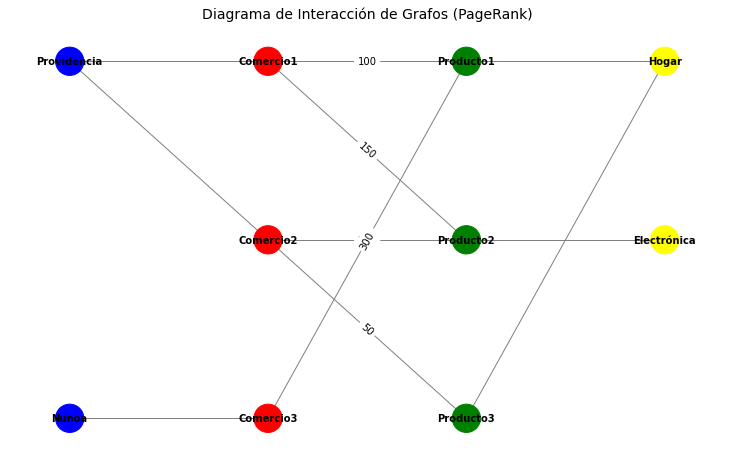 Diagrama de Interacción de Grafos (PageRank)
Providencia
Comercio1
100
Producto1
Hogar
150
Comercio2
300
Producto2
Electrónica
50
Nunoa
Comercio3
Producto3